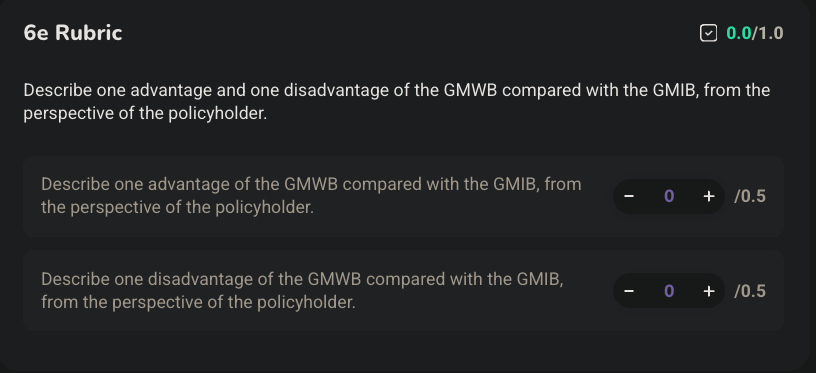 6e Rubric
0.0/1.0
Describe one advantage and one disadvantage of the GMWB compared with the GMIB, from the
perspective of the policyholder.
Describe one advantage of the GMWB compared with the GMIB, from
the perspective of the policyholder.
− 0 + /0.5
Describe one disadvantage of the GMWB compared with the GMIB,
from the perspective of the policyholder.
− 0 + /0.5